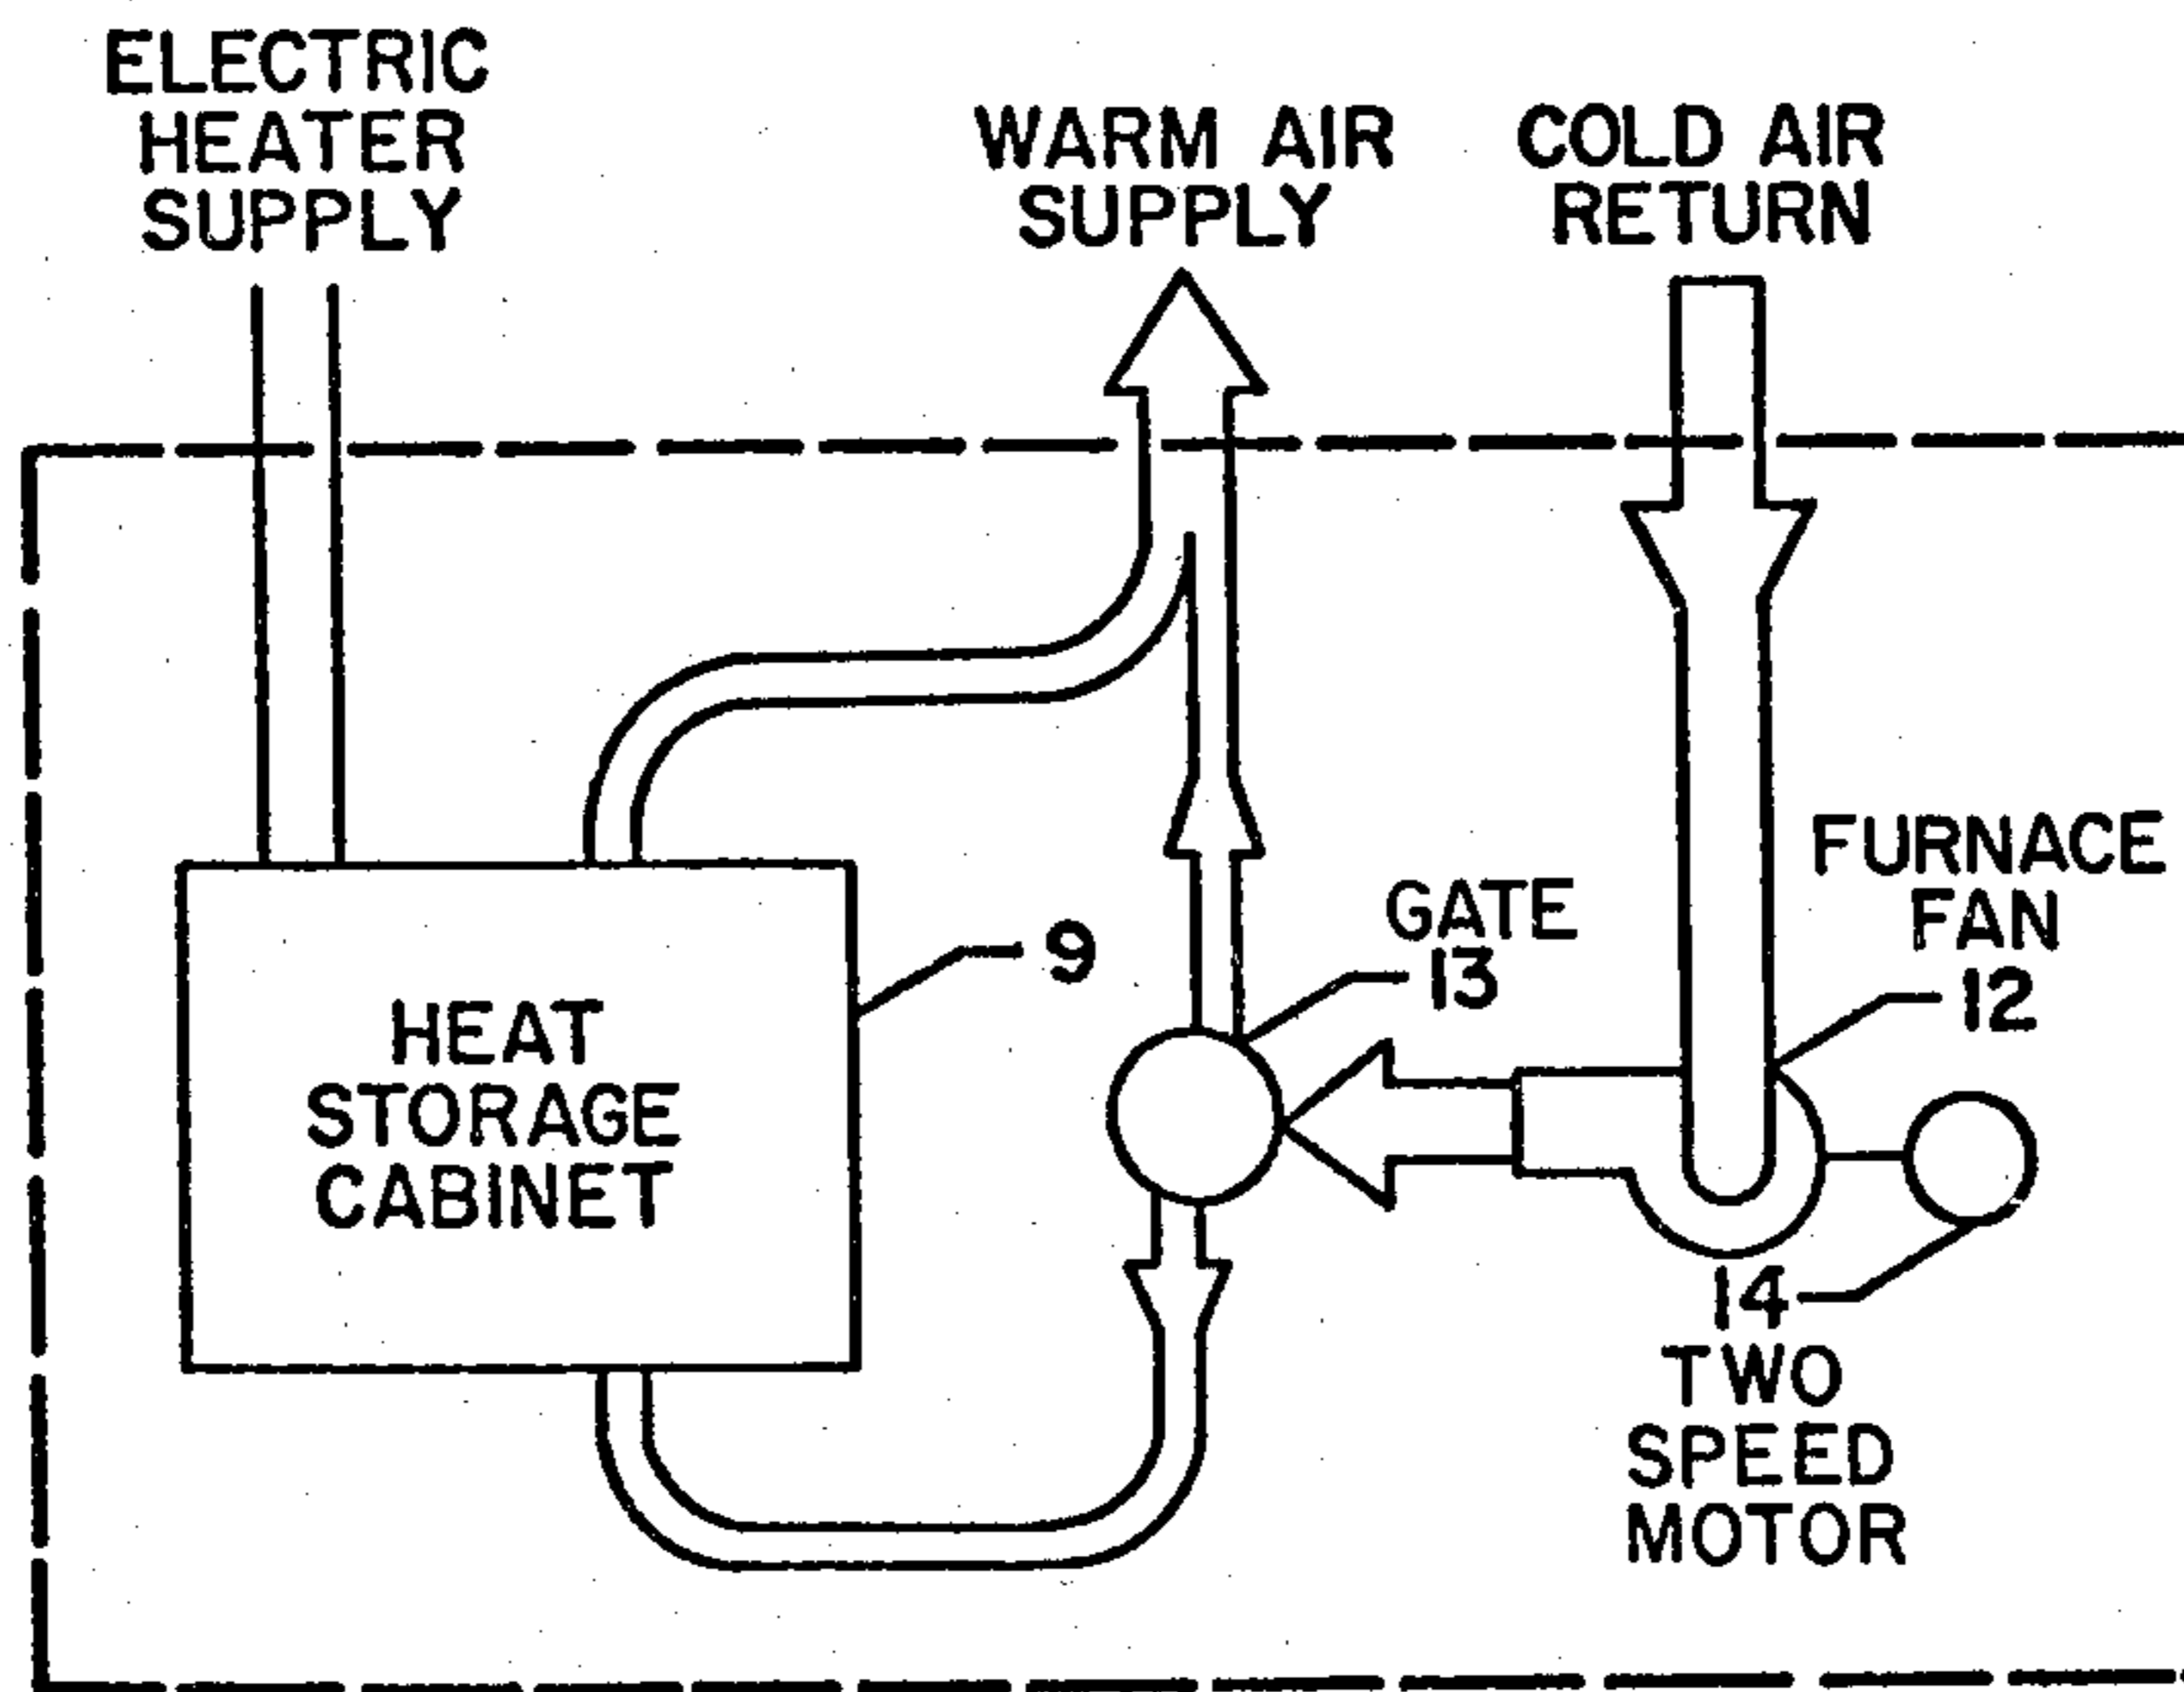 ELECTRIC
HEATER
SUPPLY
WARM AIR
SUPPLY
COLD AIR
RETURN
FURNACE
FAN
12
GATE
13
9
HEAT
STORAGE
CABINET
14
TWO
SPEED
MOTOR